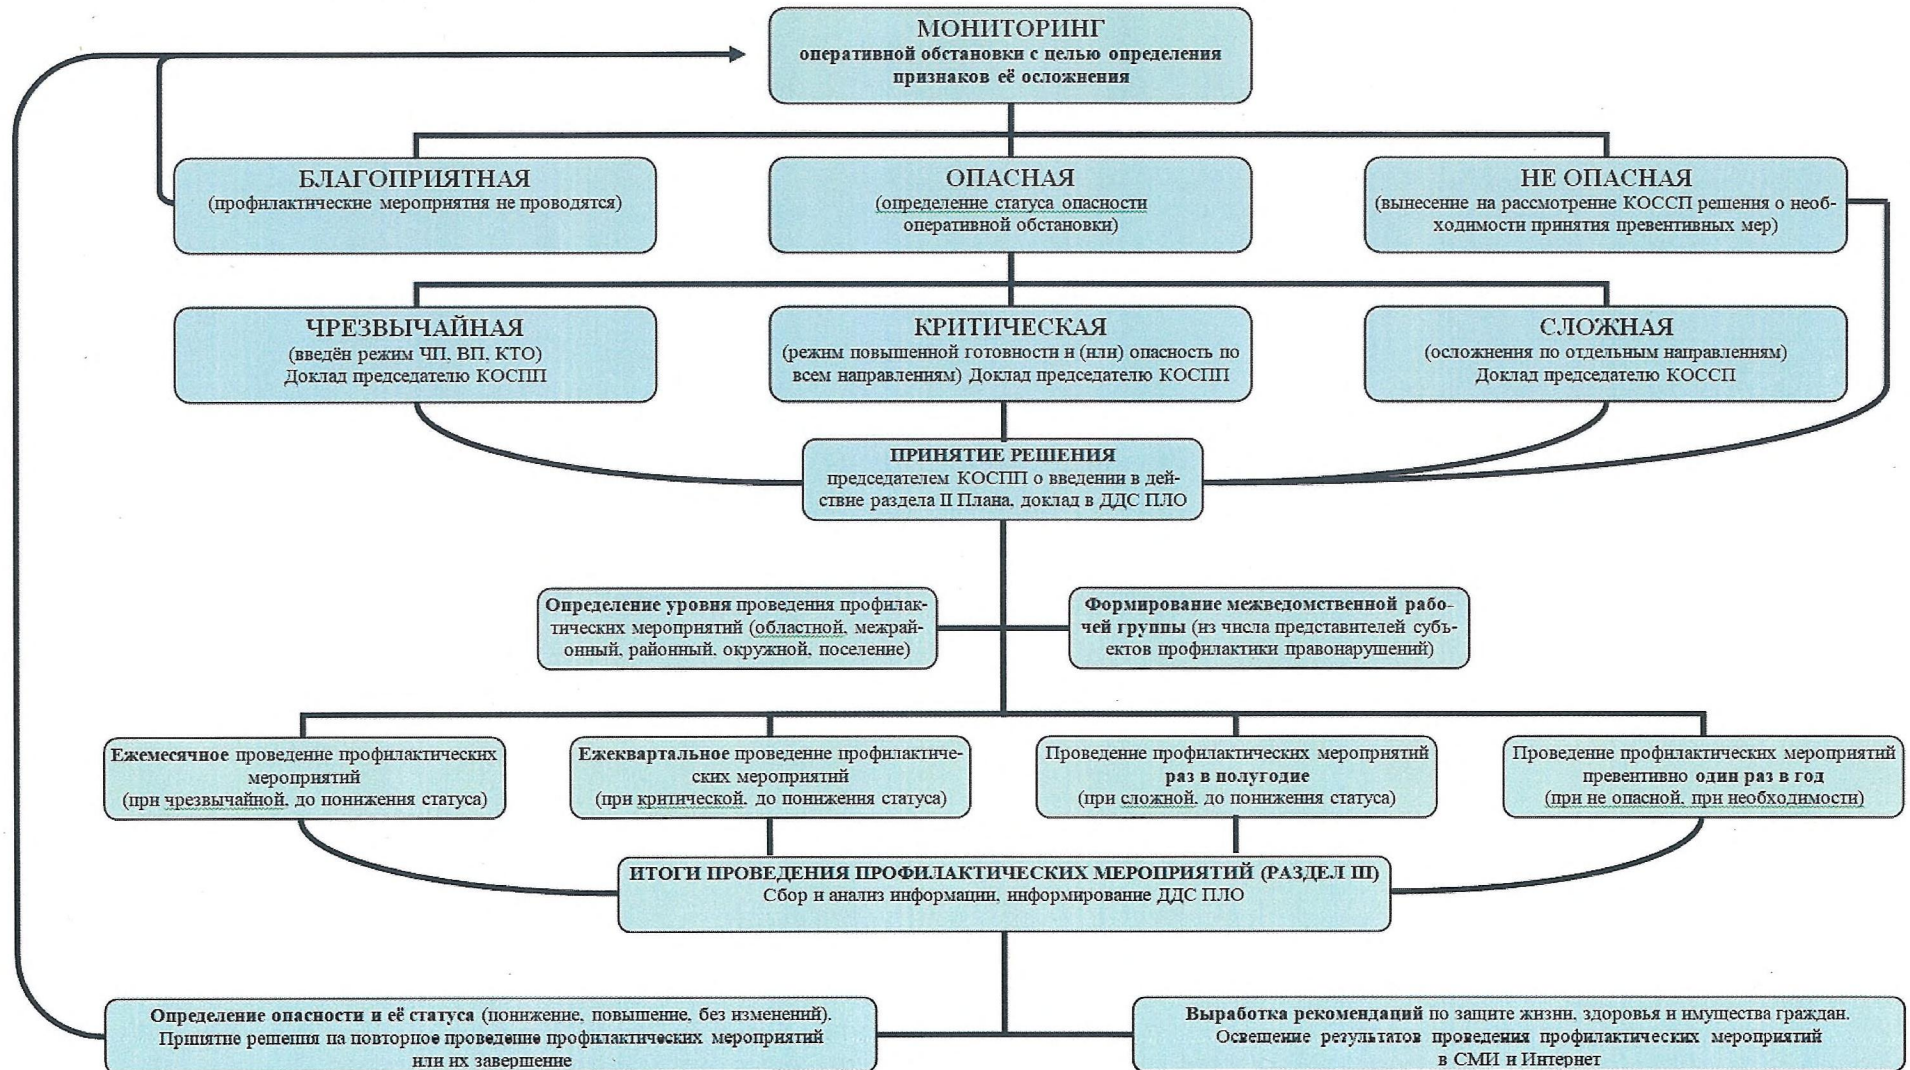 МОНИТОРИНГ
оперативной обстановки с целью определения
признаков её осложнения
БЛАГОПРИЯТНАЯ
(профилактические мероприятия не проводятся)
ОПАСНАЯ
(определение статуса опасности
оперативной обстановки)
НЕ ОПАСНАЯ
(вынесение на рассмотрение КОССП решения о необ-
ходимости принятия превентивных мер)
ЧРЕЗВЫЧАЙНАЯ
(введён режим ЧП, ВП, КТО)
Доклад председателю КОСПП
КРИТИЧЕСКАЯ
(режим повышенной готовности и (или) опасность по
всем направлениям) Доклад председателю КОСПП
СЛОЖНАЯ
(осложнения по отдельным направлениям)
Доклад председателю КОССП
ПРИНЯТИЕ РЕШЕНИЯ
председателем КОСПП о введении в дей-
ствие раздела II Плана, доклад в ДДС ПЛО
Определение уровня проведения профилак-
тических мероприятий (областной, межрай-
онный, районный, окружной, поселение)
Формирование межведомственной рабо-
чей группы (из числа представителей субъ-
ектов профилактики правонарушений)
Ежемесячное проведение профилактических
мероприятий
(при чрезвычайной, до понижения статуса)
Ежеквартальное проведение профилактиче-
ских мероприятий
(при критической, до понижения статуса)
Проведение профилактических мероприятий
раз в полугодие
(при сложной, до понижения статуса)
Проведение профилактических мероприятий
превентивно один раз в год
(при не опасной, при необходимости)
ИТОГИ ПРОВЕДЕНИЯ ПРОФИЛАКТИЧЕСКИХ МЕРОПРИЯТИЙ (РАЗДЕЛ III)
Сбор и анализ информации, информирование ДДС ПЛО
Определение опасности и её статуса (понижение, повышение, без изменений).
Принятие решения на повторное проведение профилактических мероприятий
или их завершение
Выработка рекомендаций по защите жизни, здоровья и имущества граждан.
Освещение результатов проведения профилактических мероприятий
в СМИ и Интернет